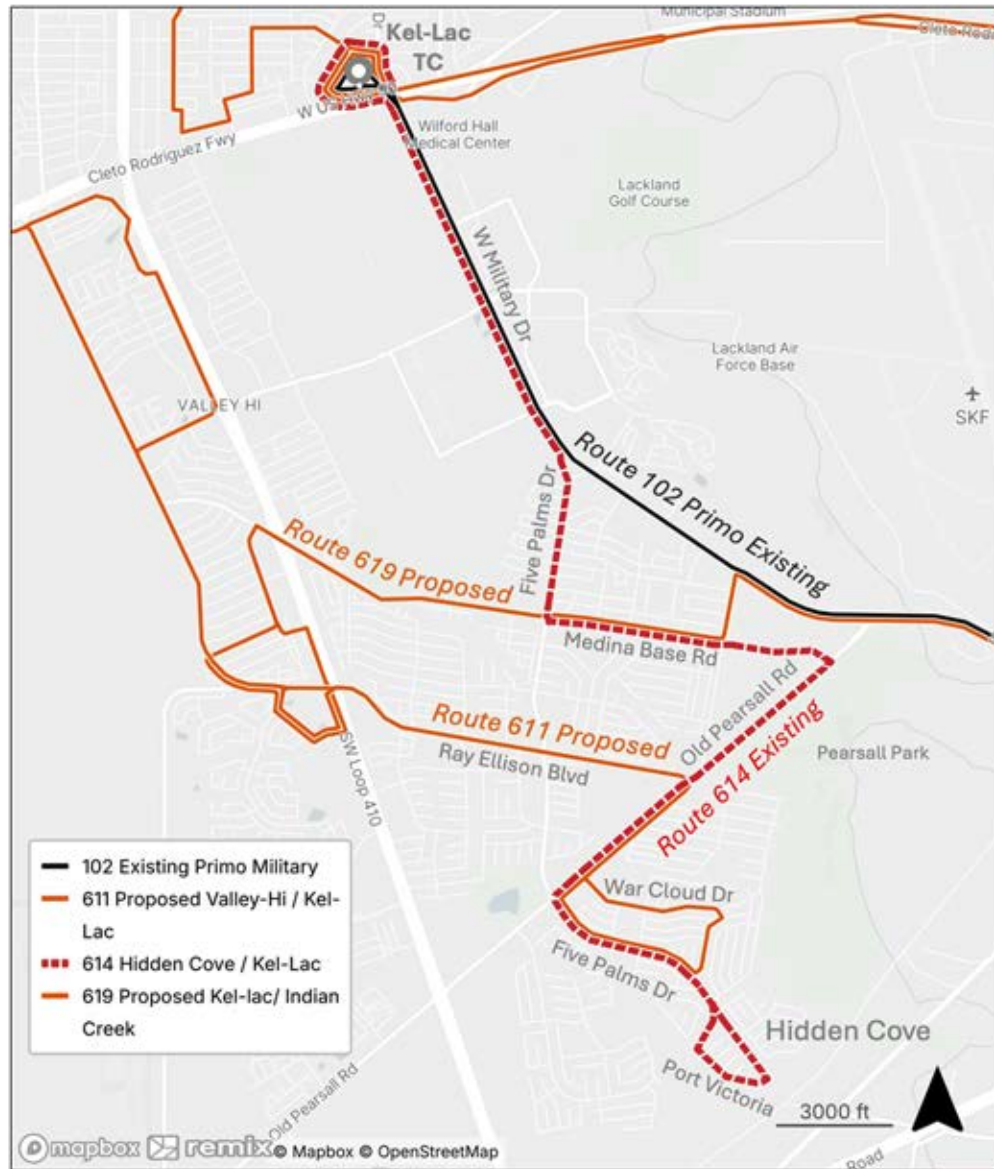 Municipal Stadium
Dr
Kel-Lac
TC
Cleto Rodri
W US Hwy
Wilford Hall
Medical Center
Cleto Rodriguez Fwy
Lackland
Golf Course
W Military Dr
Lackland Air
Force Base
SKF
VALLEY HI
Route 102 Primo Existing
Five Palms Dr
Route 619 Proposed
Medina Base Rd
Old Pearsall Rd
Route 614 Existing
Route 611 Proposed
Ray Ellison Blvd
Pearsall Park
SW Loop 410
War Cloud Dr
Five Palms Dr
Hidden Cove
Port Victoria
102 Existing Primo Military
611 Proposed Valley-Hi / Kel-
Lac
614 Hidden Cove / Kel-Lac
619 Proposed Kel-lac/ Indian
Creek
Old Pearsall Rd
3000 ft
Road
mapbox remix © Mapbox © OpenStreetMap